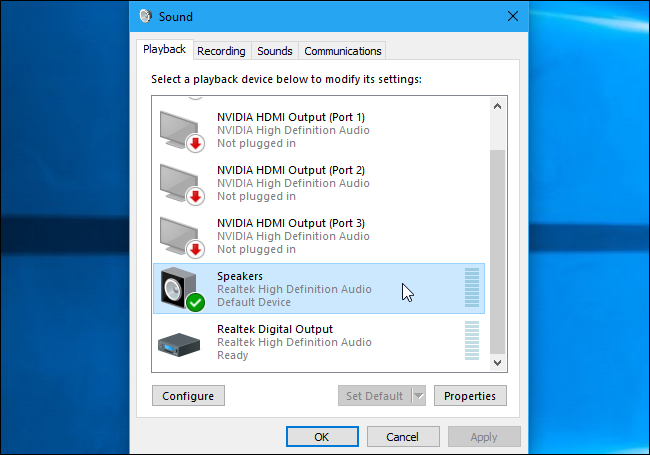 Sound
Playback Recording Sounds Communications
Select a playback device below to modify its settings:
NVIDIA HDMI Output (Port 1)
NVIDIA High Definition Audio
Not plugged in
NVIDIA HDMI Output (Port 2)
NVIDIA High Definition Audio
Not plugged in
NVIDIA HDMI Output (Port 3)
NVIDIA High Definition Audio
Not plugged in
Speakers
Realtek High Definition Audio
Default Device
Realtek Digital Output
Realtek High Definition Audio
Ready
Configure Set Default Properties
OK Cancel Apply